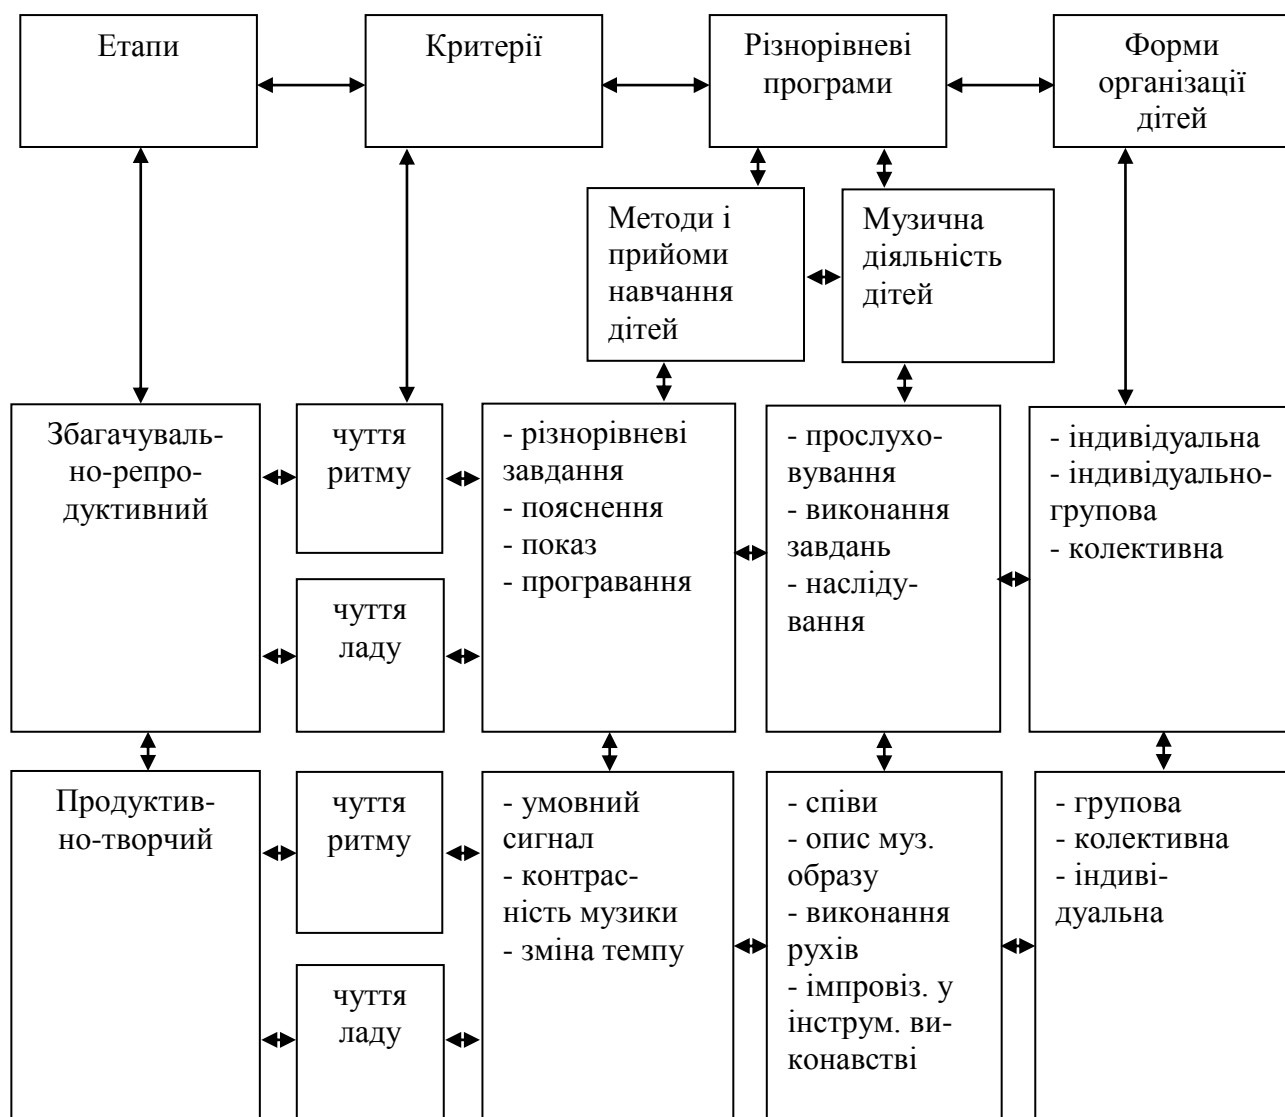 Етапи
Критерії
Різнорівневі
програми
Форми
організації
дітей
Методи і
прийоми
навчання
дітей
Музична
діяльність
дітей
Збагачуваль-
но-репро-
дуктивний
чуття
ритму
чуття
ладу
- різнорівневі
завдання
- пояснення
- показ
- програвання
- прослухо-
вування
- виконання
завдань
- насліду-
вання
- індивідуальна
- індивідуально-
групова
- колективна
Продуктив-
но-творчий
чуття
ритму
чуття
ладу
- умовний
сигнал
- контрас-
ність музики
- зміна темпу
- співи
- опис муз.
образу
- виконання
рухів
- імпровіз. у
інструм. ви-
конавстві
- групова
- колективна
- індиві-
дуальна